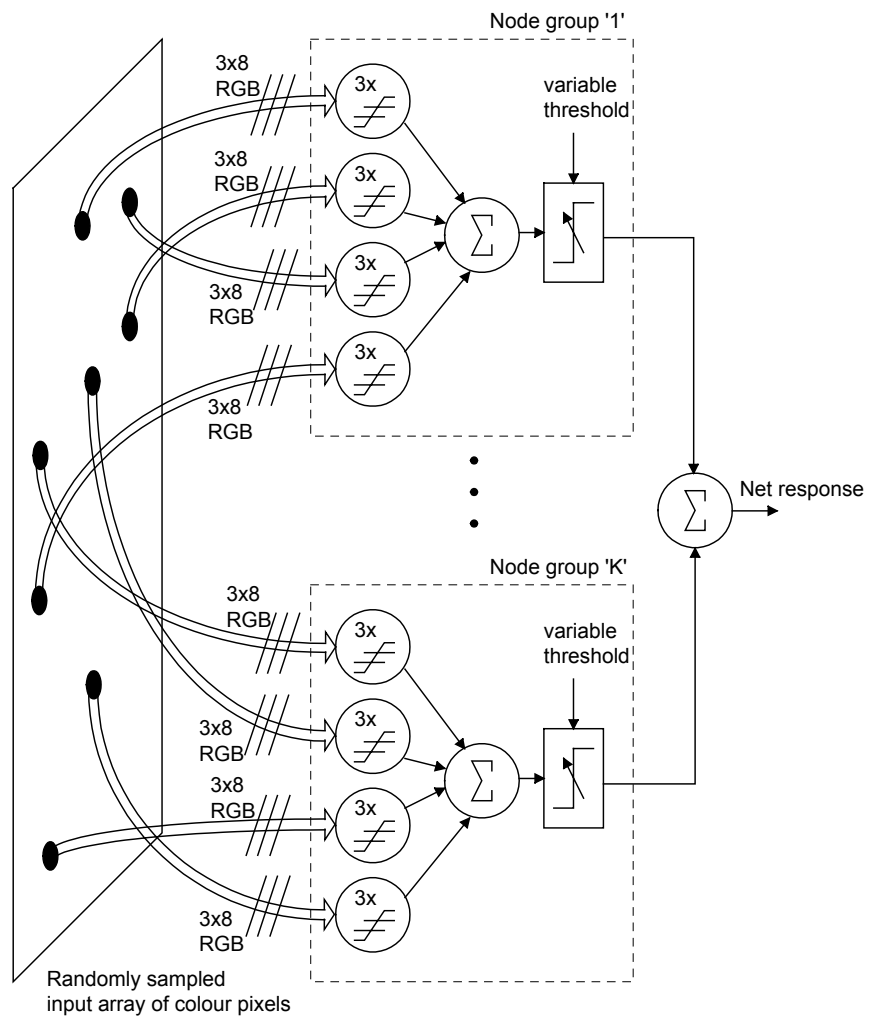 Node group '1'
3x8
RGB
3x
variable
threshold
3x8
RGB
3x
Σ
3x
3x8
RGB
3x
3x8
RGB
Σ
Net response
Node group 'K'
3x8
RGB
3x
variable
threshold
3x8
RGB
3x
Σ
3x8
RGB
3x
3x8
RGB
3x
Randomly sampled
input array of colour pixels